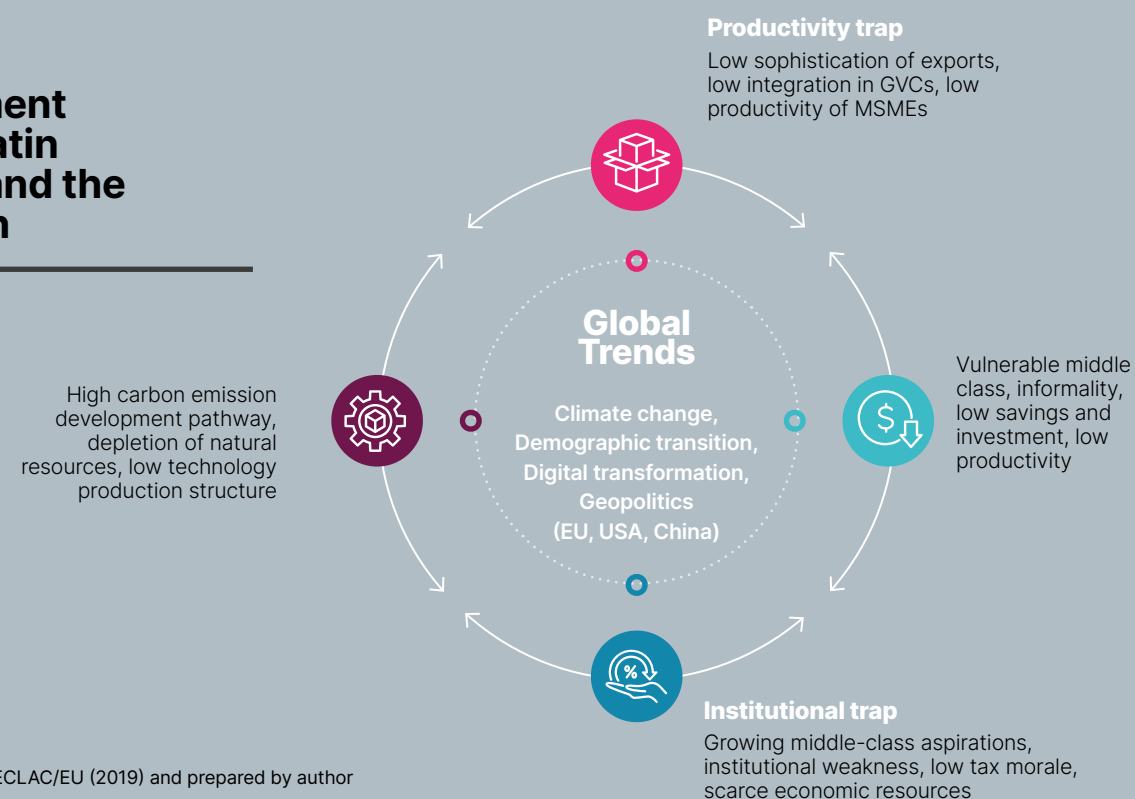 ment
atin
and the
n
Productivity trap
Low sophistication of exports,
low integration in GVCs, low
productivity of MSMEs
Global
Trends
Climate change,
Demographic transition,
Digital transformation,
Geopolitics
(EU, USA, China)
High carbon emission
development pathway,
depletion of natural
resources, low technology
production structure
$
Vulnerable middle
class, informality,
low savings and
investment, low
productivity
%
Institutional trap
Growing middle-class aspirations,
institutional weakness, low tax morale,
scarce economic resources
ECLAC/EU (2019) and prepared by author